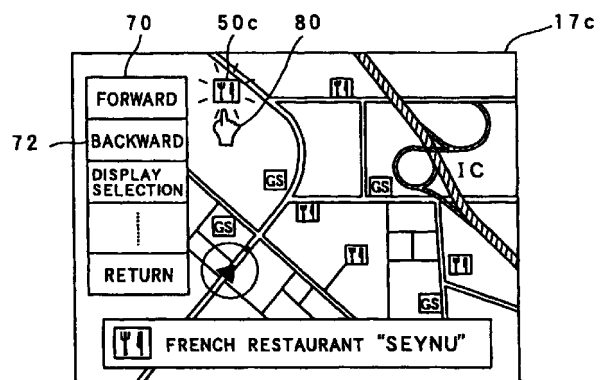 70
50c
80
17c
FORWARD
72
BACKWARD
DISPLAY
SELECTION
IC
GS
GS
GS
GS
RETURN
FRENCH RESTAURANT "SEYNU"